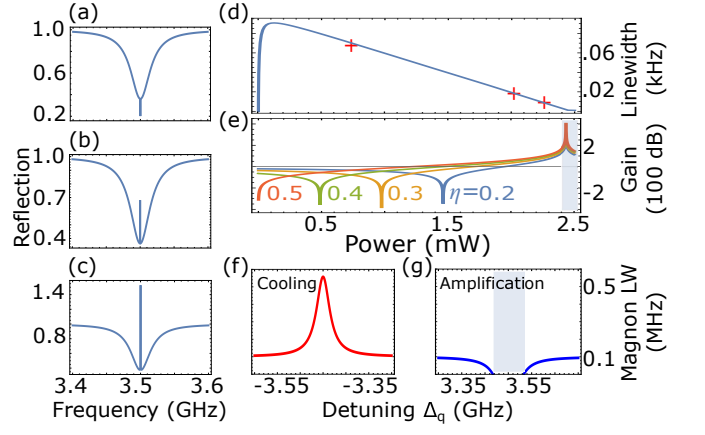 (a)
1.0
0.6
0.2
(b)
1.0
0.7
0.4
(c)
1.4
0.8
Reflection
3.4 3.5 3.6
Frequency (GHz)
(d)
.06
.02
Linewidth
(kHz)
(e)
0.5 0.4 0.3 η=0.2
2
-2
Gain
(100 dB)
0.5 1.5 2.5
Power (mW)
(f)
Cooling
-3.55 -3.35
(g)
Amplification
0.5
0.1
Magnon LW
(MHz)
3.35 3.55
Detuning Δq (GHz)